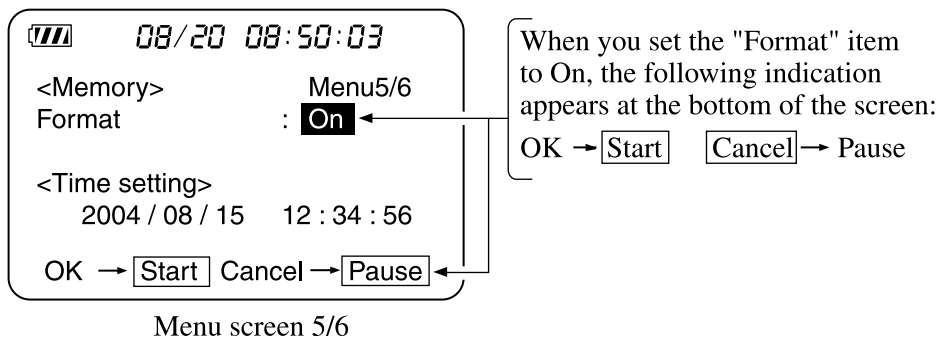 08/20 08:50:03
<Memory> Menu5/6
Format : On
<Time setting>
2004 / 08 / 15 12 : 34 : 56
OK → Start Cancel → Pause
Menu screen 5/6
When you set the "Format" item
to On, the following indication
appears at the bottom of the screen:
OK → Start Cancel → Pause